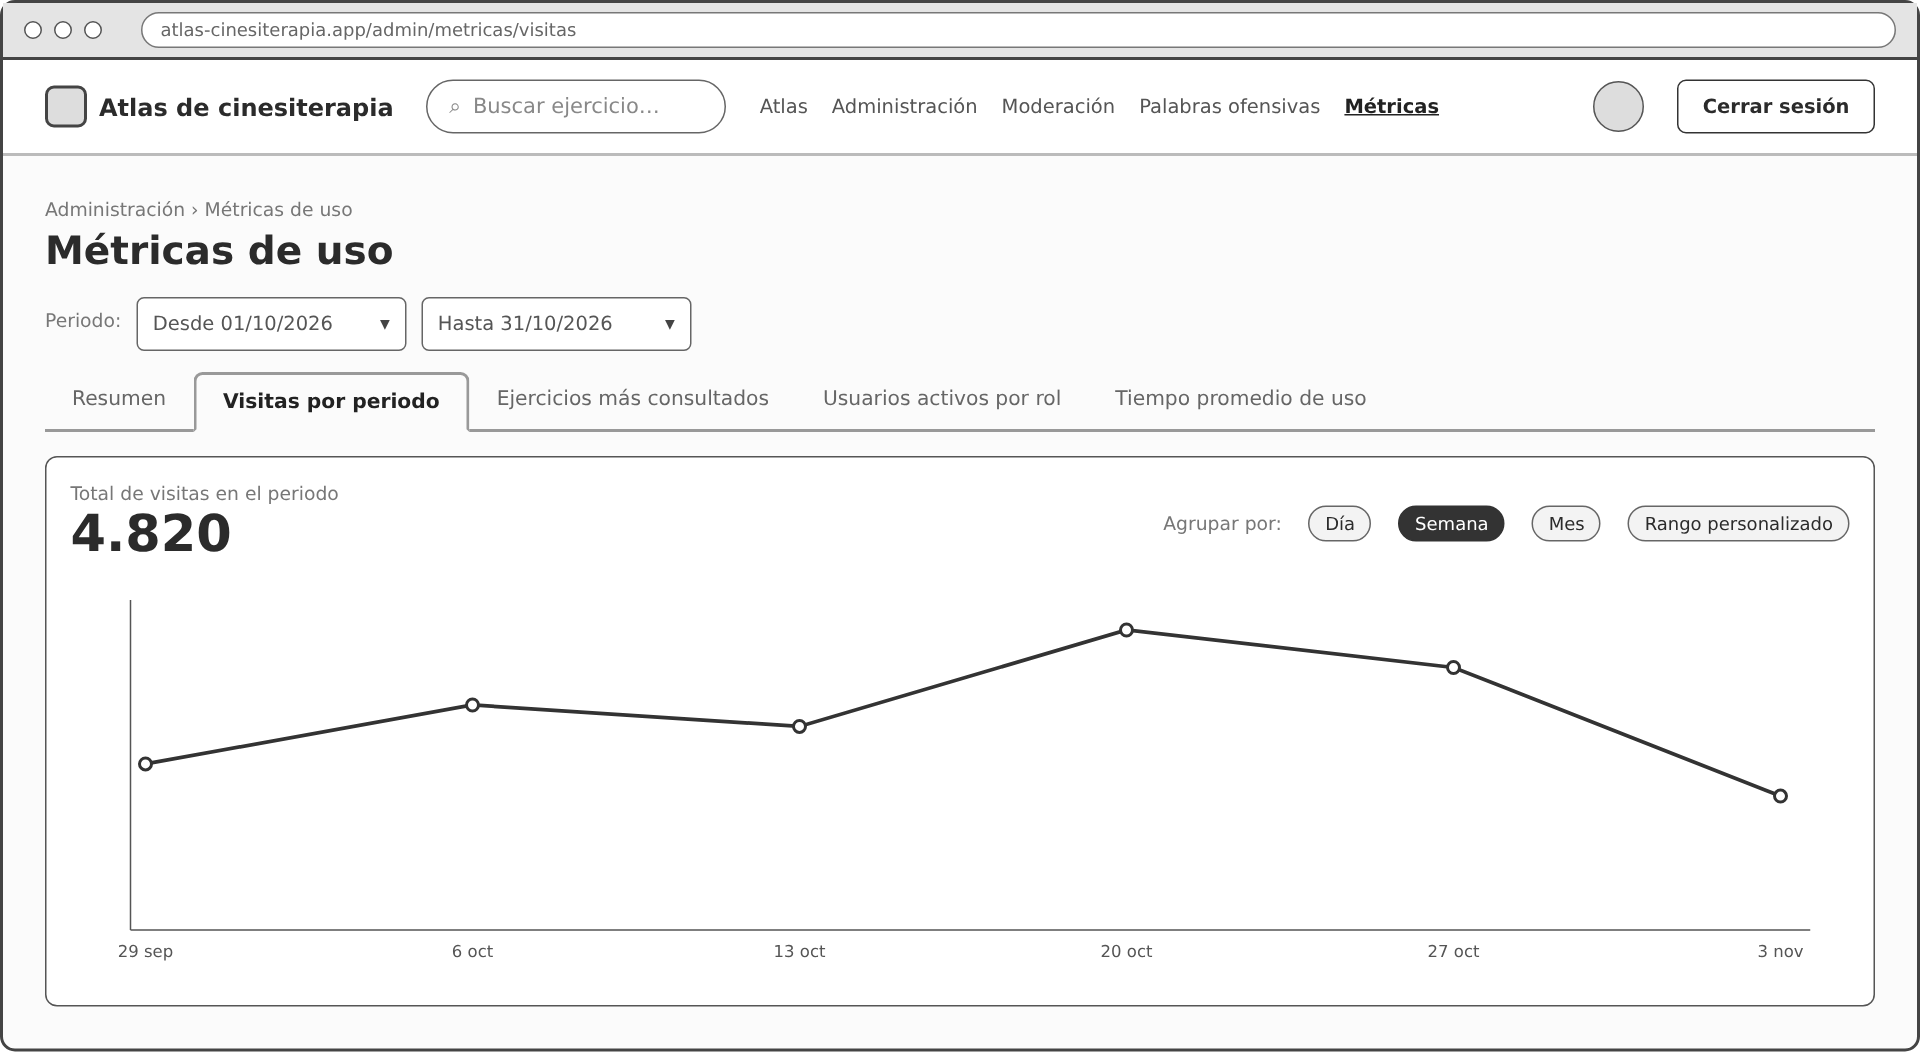 atlas-cinesiterapia.app/admin/metricas/visitas
Atlas de cinesiterapia
Buscar ejercicio...
Atlas Administración Moderación Palabras ofensivas Métricas
Cerrar sesión
Administración › Métricas de uso
Métricas de uso
Periodo: Desde 01/10/2026 ▼ Hasta 31/10/2026 ▼
Resumen Visitas por periodo Ejercicios más consultados Usuarios activos por rol Tiempo promedio de uso
Total de visitas en el periodo
4.820
Agrupar por: Día Semana Mes Rango personalizado
29 sep 6 oct 13 oct 20 oct 27 oct 3 nov